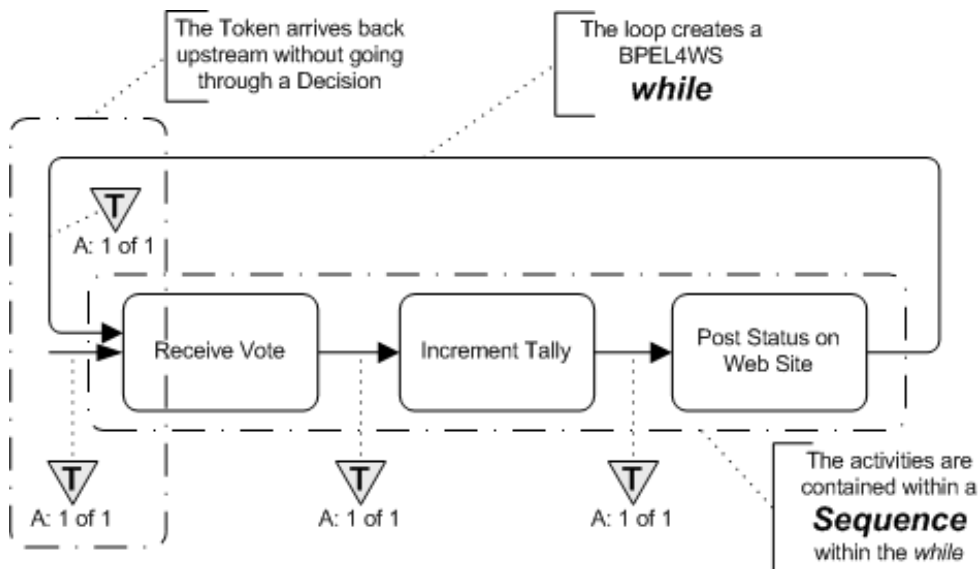 The Token arrives back
upstream without going
through a Decision
The loop creates a
BPEL4WS
while
T
A: 1 of 1
Receive Vote
Increment Tally
Post Status on
Web Site
T
A: 1 of 1
T
A: 1 of 1
T
A: 1 of 1
The activities are
contained within a
Sequence
within the while